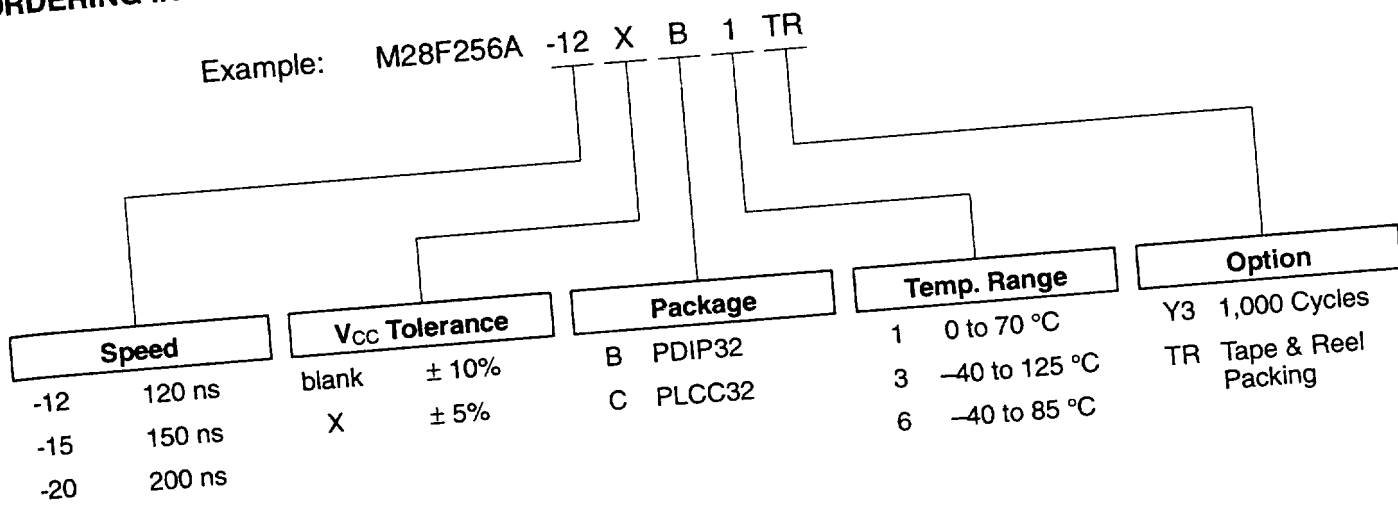 Example: M28F256A -12 X B 1 TR
Speed
-12 120 ns
-15 150 ns
-20 200 ns
VCC Tolerance
blank ± 10%
X ± 5%
Package
B PDIP32
C PLCC32
Temp. Range
1 0 to 70 °C
3 –40 to 125 °C
6 –40 to 85 °C
Option
Y3 1,000 Cycles
TR Tape & Reel
Packing